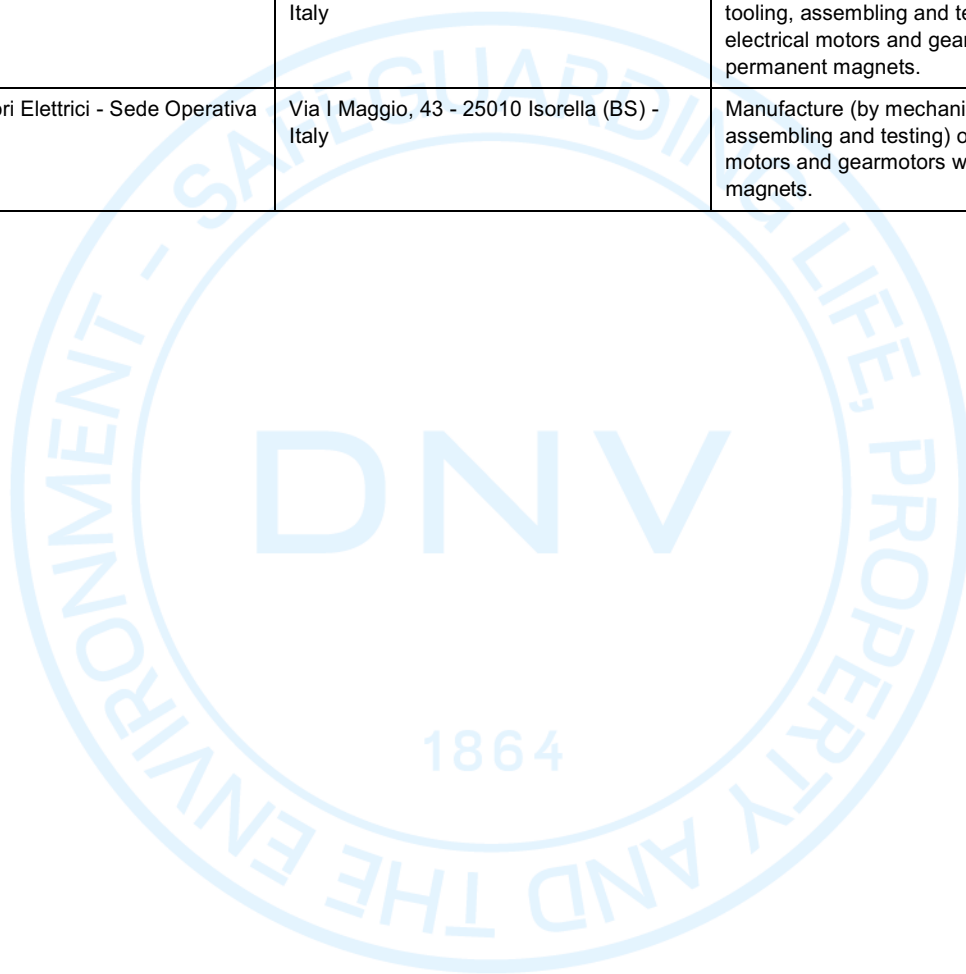 Italy
tooling, assembling and te
electrical motors and gear
permanent magnets.
ri Elettrici - Sede Operativa
Via I Maggio, 43 - 25010 Isorella (BS) -
Italy
Manufacture (by mechani
assembling and testing) o
motors and gearmotors w
magnets.
SAFEGUARDING LIFE, PROPERTY AND THE ENVIRONMENT -
DNV
1864